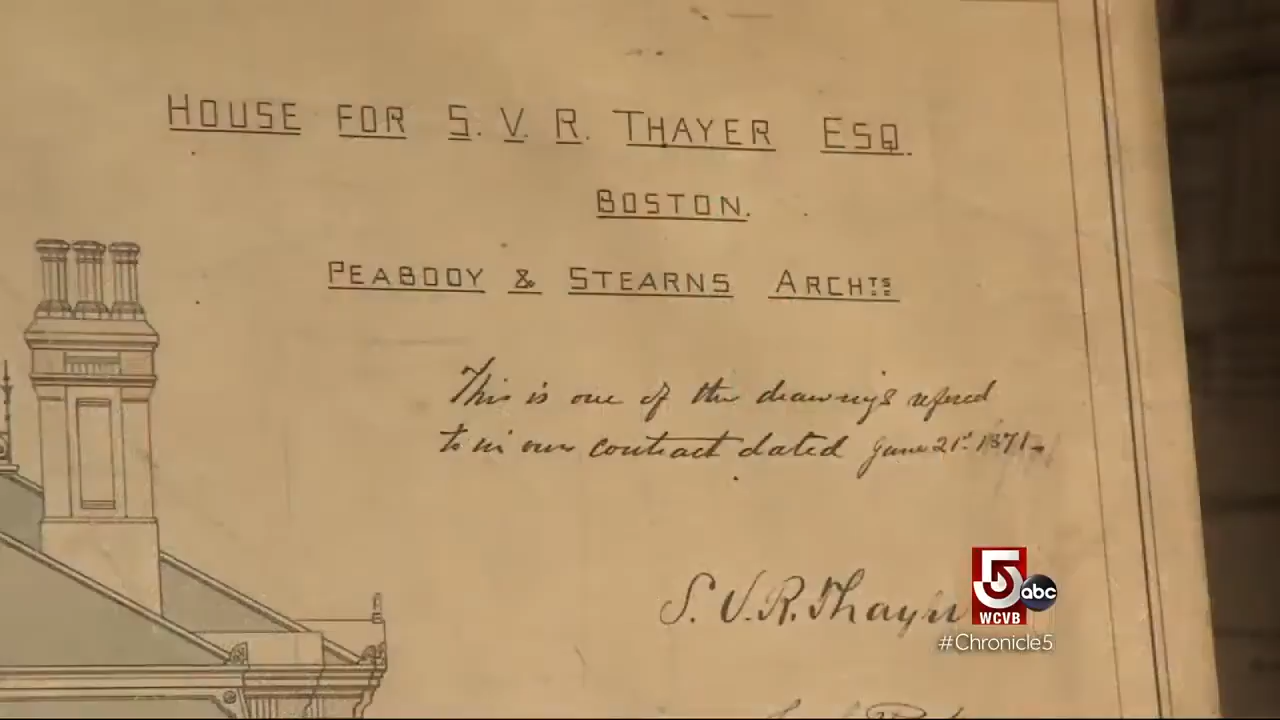 HOUSE FOR S. V. R. THAYER ESQ.
BOSTON.
PEABODY & STEARNS ARCHTS
This is one of the drawings refered
to in our contract dated June 21st 1871.
S. V. R. Thayer
5 abc
WCVB
#Chronicle5